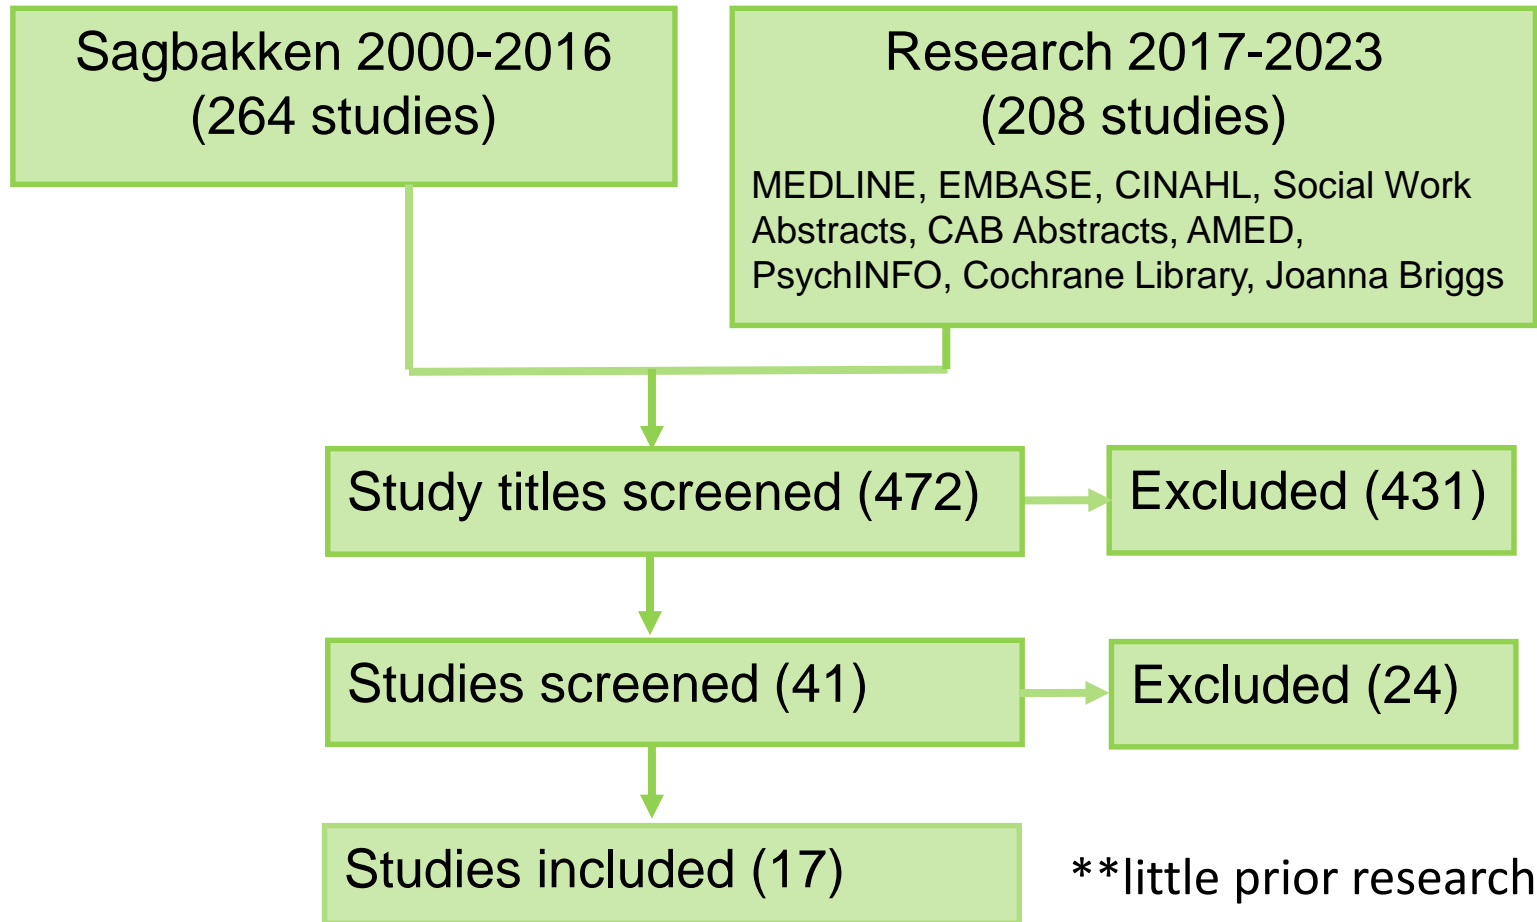 Sagbakken 2000-2016
(264 studies)
Research 2017-2023
(208 studies)
MEDLINE, EMBASE, CINAHL, Social Work
Abstracts, CAB Abstracts, AMED,
PsychINFO, Cochrane Library, Joanna Briggs
Study titles screened (472)
Excluded (431)
Studies screened (41)
Excluded (24)
Studies included (17)
**little prior research